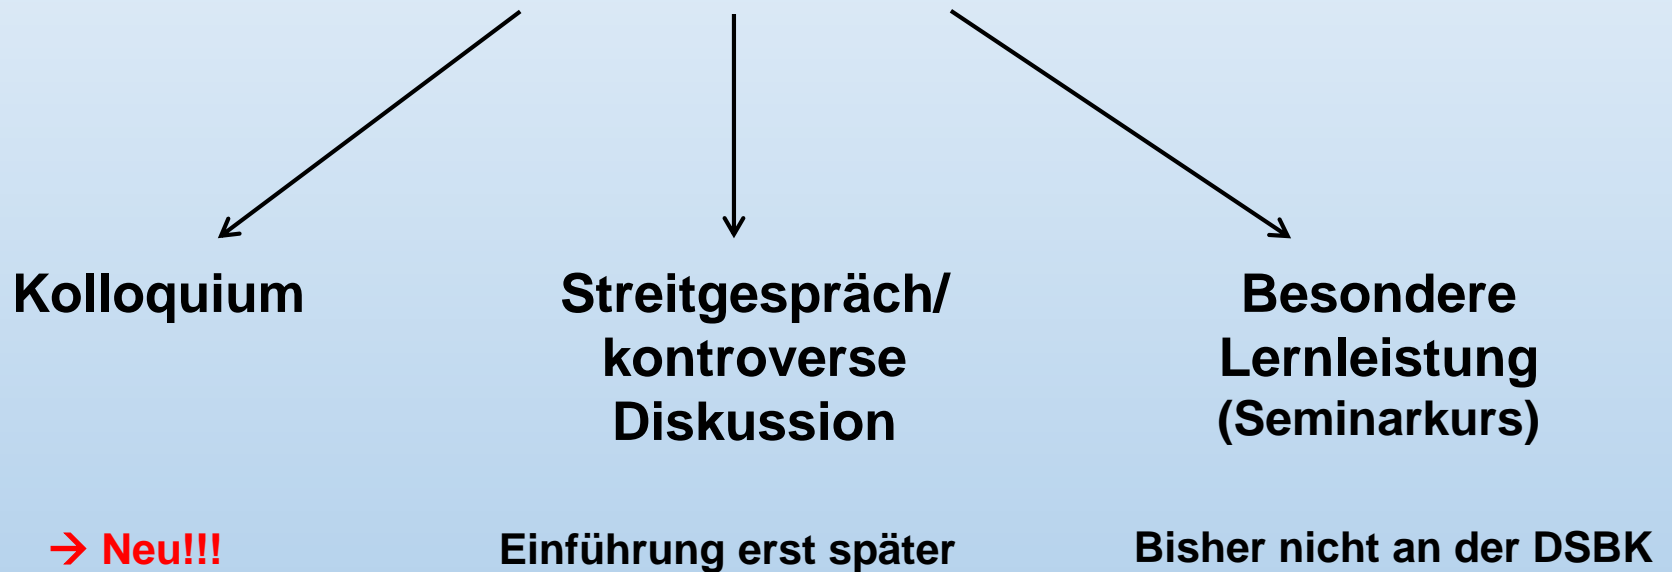 Kolloquium
Streitgespräch/
kontroverse
Diskussion
Besondere
Lernleistung
(Seminarkurs)
→ Neu!!!
Einführung erst später
Bisher nicht an der DSBK